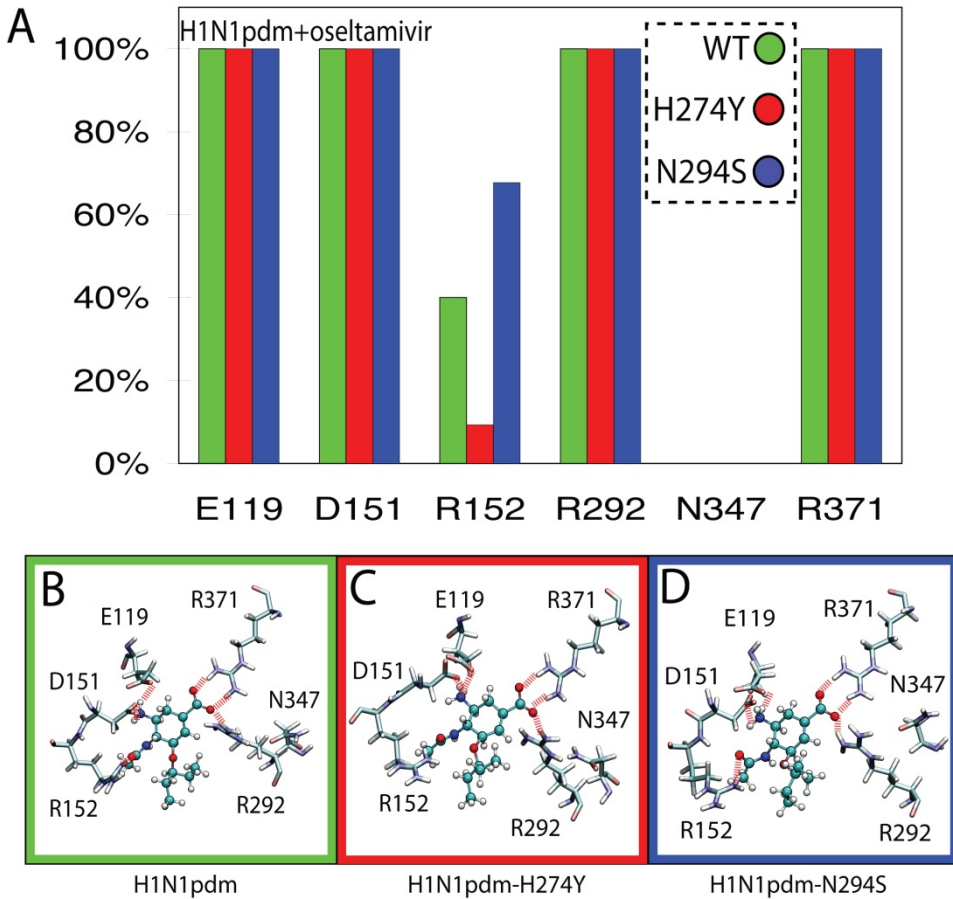 A
H1N1pdm+oseltamivir
WT
H274Y
N294S
100%
80%
60%
40%
20%
0%
E119 D151 R152 R292 N347 R371
B
E119
R371
D151
N347
R152
R292
C
E119
R371
D151
N347
R152
R292
D
E119
R371
D151
N347
R152
R292
H1N1pdm H1N1pdm-H274Y H1N1pdm-N294S